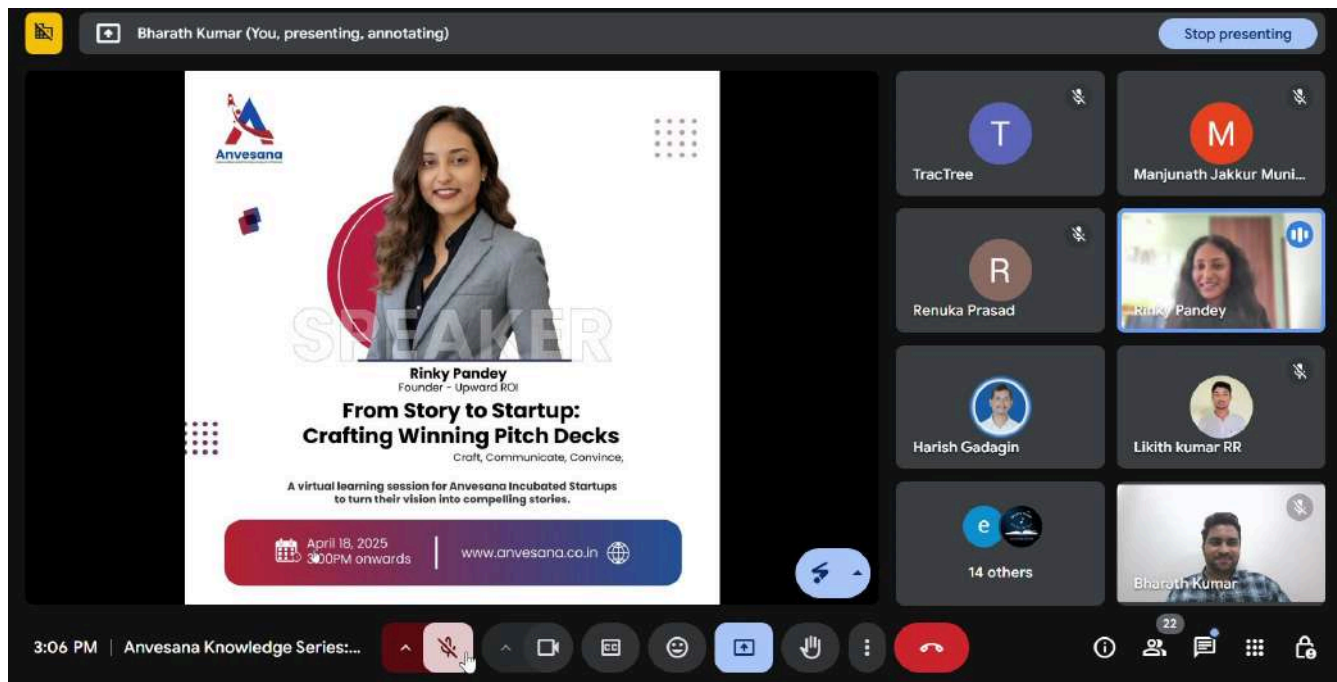 Bharath Kumar (You, presenting, annotating)
Stop presenting
Anvesana
SPEAKER
Rinky Pandey
Founder - Upward ROI
From Story to Startup:
Crafting Winning Pitch Decks
Craft, Communicate, Convince,
A virtual learning session for Anvesana Incubated Startups
to turn their vision into compelling stories.
April 18, 2025
3:00PM onwards
www.anvesana.co.in
T
TracTree
M
Manjunath Jakkur Muni...
R
Renuka Prasad
Rinky Pandey
Harish Gadagin
Likith kumar RR
e
14 others
Bharath Kumar
3:06 PM | Anvesana Knowledge Series:...
CC
22